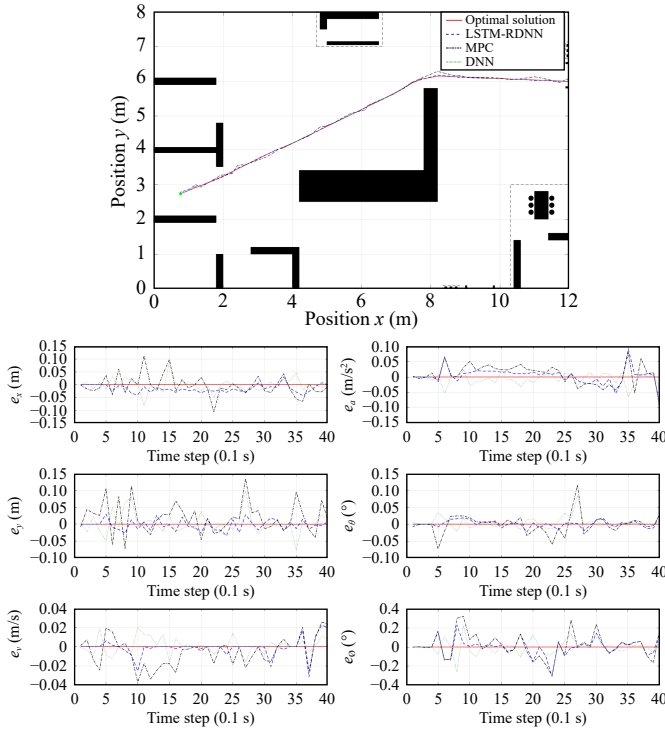 8
7
6
5
4
3
2
1
0
Position y (m)
Optimal solution
LSTM-RDNN
MPC
DNN
0 2 4 6 8 10 12
Position x (m)
0.15
0.10
0.05
0
−0.05
−0.10
−0.15
e_x (m)
0 5 10 15 20 25 30 35 40
Time step (0.1 s)
0.15
0.10
0.05
0
−0.05
−0.10
e_a (m/s²)
0 5 10 15 20 25 30 35 40
Time step (0.1 s)
0.15
0.10
0.05
0
−0.05
−0.10
e_y (m)
0 5 10 15 20 25 30 35 40
Time step (0.1 s)
0.15
0.10
0.05
0
−0.05
−0.10
e_θ (°)
0 5 10 15 20 25 30 35 40
Time step (0.1 s)
0.04
0.02
0
−0.02
−0.04
e_v (m/s)
0 5 10 15 20 25 30 35 40
Time step (0.1 s)
0.4
0.2
0
0.2
0.4
e_Φ (°)
0 5 10 15 20 25 30 35 40
Time step (0.1 s)